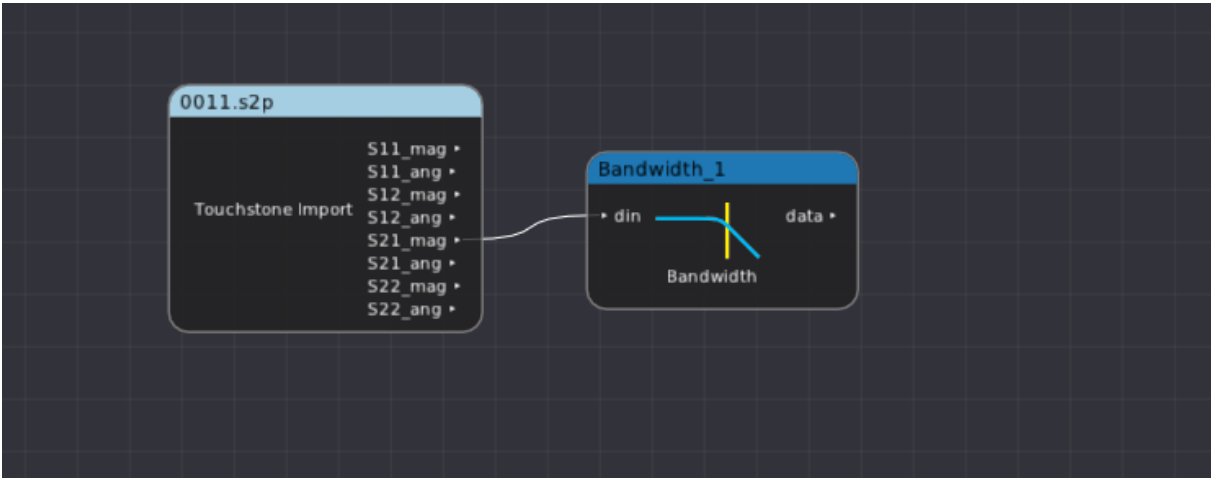 0011.s2p
Touchstone Import
S11_mag
S11_ang
S12_mag
S12_ang
S21_mag
S21_ang
S22_mag
S22_ang
Bandwidth_1
din
data
Bandwidth